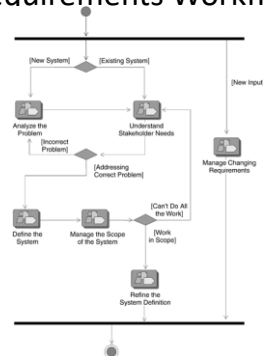 [New System]
[Existing System]
[New Input]
Analyze the
Problem
Understand
Stakeholder Needs
[Incorrect
Problem]
[Addressing
Correct Problem]
Manage Changing
Requirements
Define the
System
Manage the Scope
of the System
[Can't Do All
the Work]
[Work
in Scope]
Refine the
System Definition